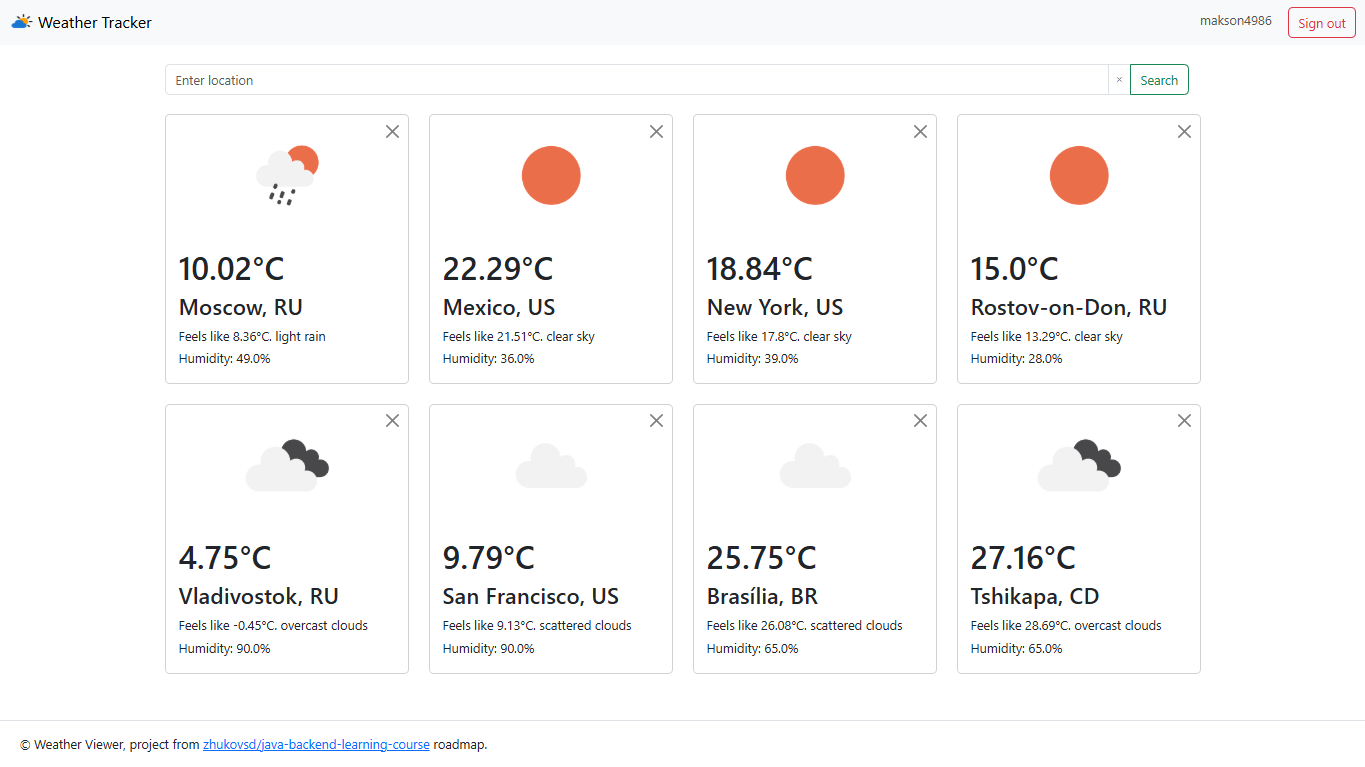 Weather Tracker
makson4986
Sign out
Enter location
×
Search
10.02°C
Moscow, RU
Feels like 8.36°C. light rain
Humidity: 49.0%
22.29°C
Mexico, US
Feels like 21.51°C. clear sky
Humidity: 36.0%
18.84°C
New York, US
Feels like 17.8°C. clear sky
Humidity: 39.0%
15.0°C
Rostov-on-Don, RU
Feels like 13.29°C. clear sky
Humidity: 28.0%
4.75°C
Vladivostok, RU
Feels like -0.45°C. overcast clouds
Humidity: 90.0%
9.79°C
San Francisco, US
Feels like 9.13°C. scattered clouds
Humidity: 90.0%
25.75°C
Brasília, BR
Feels like 26.08°C. scattered clouds
Humidity: 65.0%
27.16°C
Tshikapa, CD
Feels like 28.69°C. overcast clouds
Humidity: 65.0%
© Weather Viewer, project from zhukovsd/java-backend-learning-course roadmap.